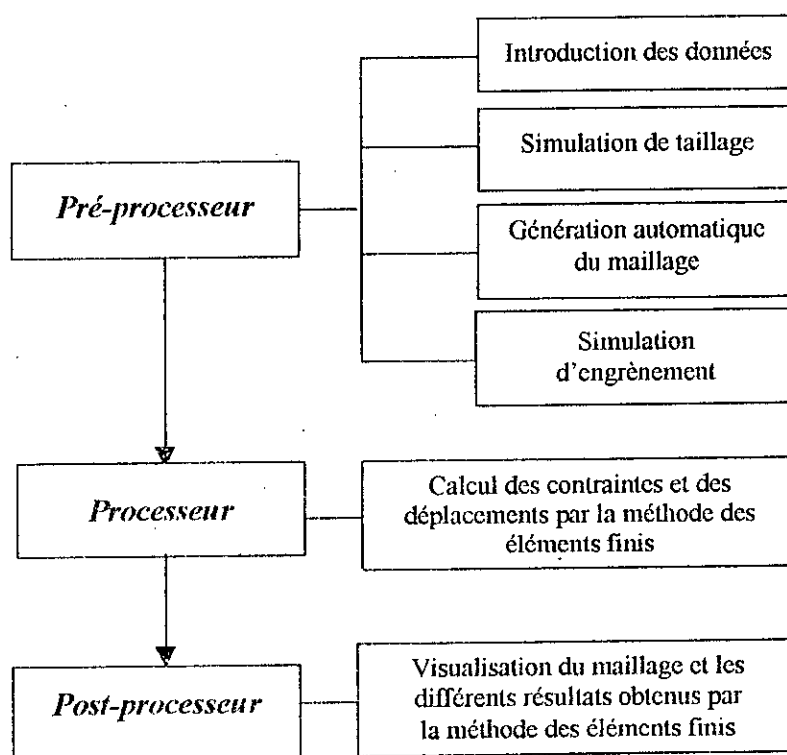 Introduction des données
Simulation de taillage
Pré-processeur
Génération automatique
du maillage
Simulation
d'engrènement
Processeur
Calcul des contraintes et des
déplacements par la méthode des
éléments finis
Post-processeur
Visualisation du maillage et les
différents résultats obtenus par
la méthode des éléments finis